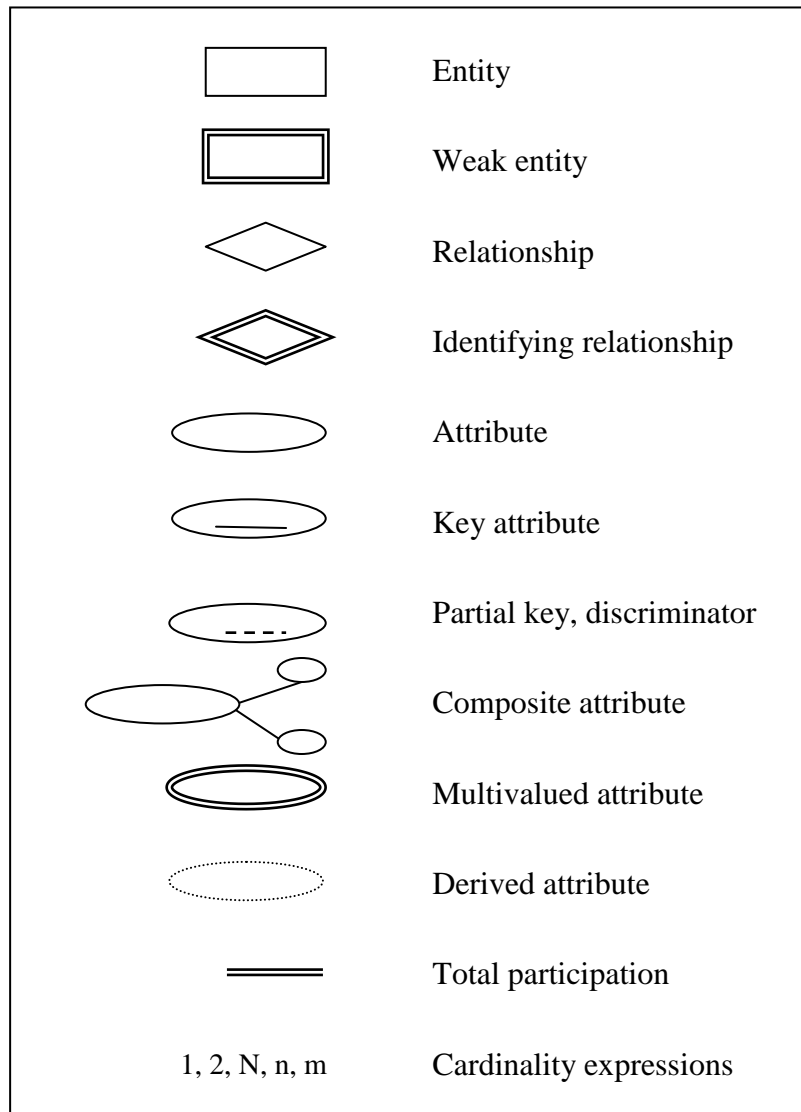 Entity
Weak entity
Relationship
Identifying relationship
Attribute
Key attribute
Partial key, discriminator
Composite attribute
Multivalued attribute
Derived attribute
Total participation
1, 2, N, n, m Cardinality expressions